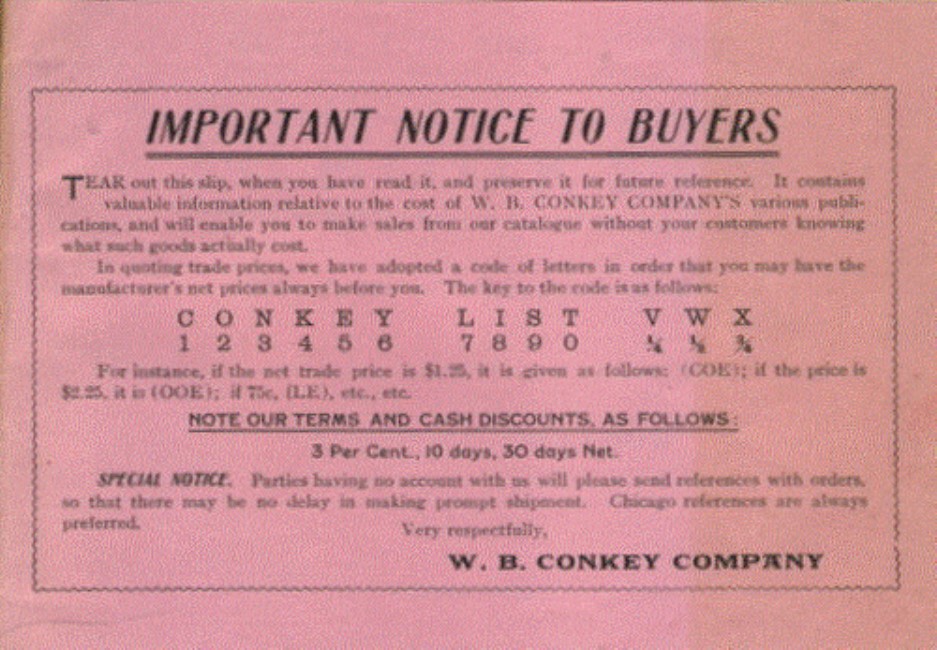 IMPORTANT NOTICE TO BUYERS
TEAR out this slip, when you have read it, and preserve it for future reference. It contains
valuable information relative to the cost of W. B. CONKEY COMPANY'S various publi-
cations, and will enable you to make sales from our catalogue without your customers knowing
what such goods actually cost.
In quoting trade prices, we have adopted a code of letters in order that you may have the
manufacturer's net prices always before you. The key to the code is as follows:
C O N K E Y L I S T V W X
1 2 3 4 5 6 7 8 9 0 ¼ ½ ¾
For instance, if the net trade price is $1.25, it is given as follows: (COE); if the price is
$2.25, it is (OOE); if 75c, (LE), etc., etc.
NOTE OUR TERMS AND CASH DISCOUNTS, AS FOLLOWS:
3 Per Cent., 10 days, 30 days Net.
SPECIAL NOTICE. Parties having no account with us will please send references with orders,
so that there may be no delay in making prompt shipment. Chicago references are always
preferred.
Very respectfully,
W. B. CONKEY COMPANY